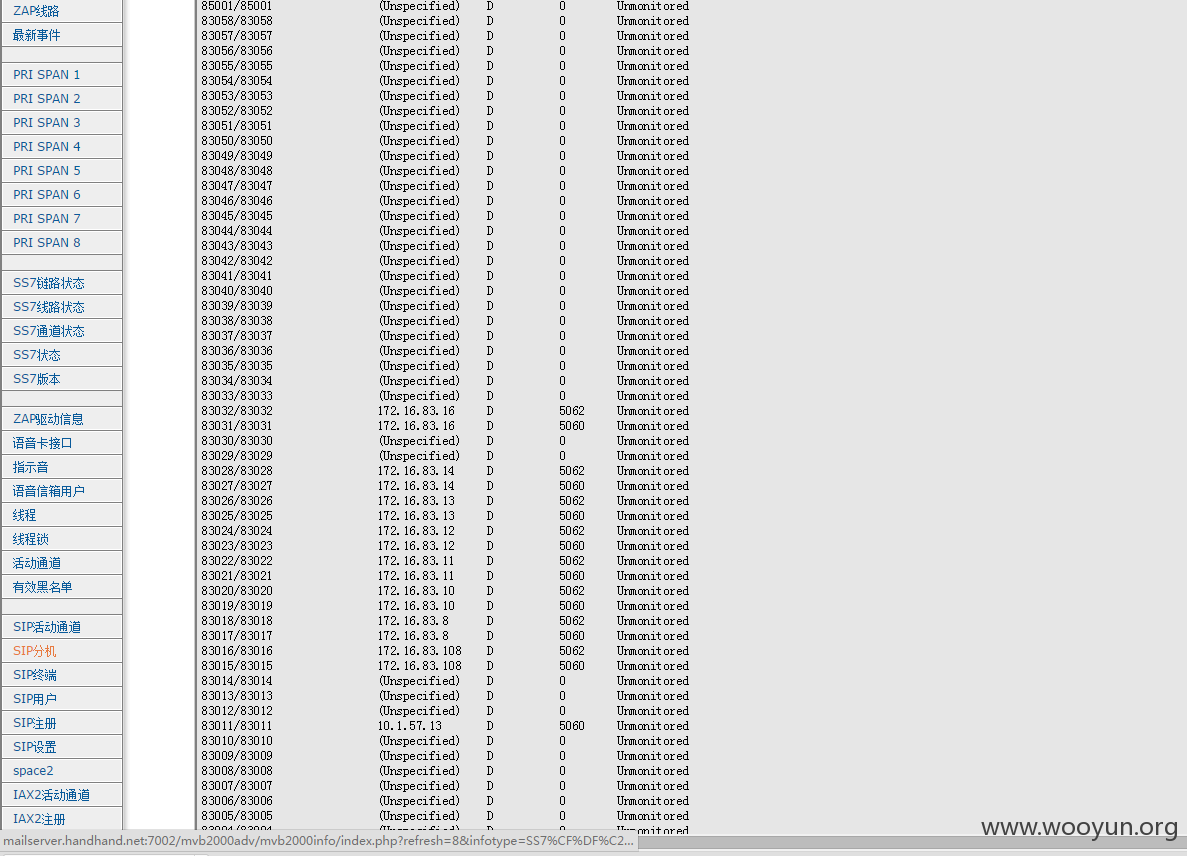 ZAP线路
最新事件
PRI SPAN 1
PRI SPAN 2
PRI SPAN 3
PRI SPAN 4
PRI SPAN 5
PRI SPAN 6
PRI SPAN 7
PRI SPAN 8
SS7链路状态
SS7线路状态
SS7通道状态
SS7状态
SS7版本
ZAP驱动信息
语音卡接口
指示音
语音信箱用户
线程
线程锁
活动通道
有效黑名单
SIP活动通道
SIP分机
SIP终端
SIP用户
SIP注册
SIP设置
space2
IAX2活动通道
IAX2注册
85001/85001 (Unspecified) D 0 Unmonitored
83058/83058 (Unspecified) D 0 Unmonitored
83057/83057 (Unspecified) D 0 Unmonitored
83056/83056 (Unspecified) D 0 Unmonitored
83055/83055 (Unspecified) D 0 Unmonitored
83054/83054 (Unspecified) D 0 Unmonitored
83053/83053 (Unspecified) D 0 Unmonitored
83052/83052 (Unspecified) D 0 Unmonitored
83051/83051 (Unspecified) D 0 Unmonitored
83050/83050 (Unspecified) D 0 Unmonitored
83049/83049 (Unspecified) D 0 Unmonitored
83048/83048 (Unspecified) D 0 Unmonitored
83047/83047 (Unspecified) D 0 Unmonitored
83046/83046 (Unspecified) D 0 Unmonitored
83045/83045 (Unspecified) D 0 Unmonitored
83044/83044 (Unspecified) D 0 Unmonitored
83043/83043 (Unspecified) D 0 Unmonitored
83042/83042 (Unspecified) D 0 Unmonitored
83041/83041 (Unspecified) D 0 Unmonitored
83040/83040 (Unspecified) D 0 Unmonitored
83039/83039 (Unspecified) D 0 Unmonitored
83038/83038 (Unspecified) D 0 Unmonitored
83037/83037 (Unspecified) D 0 Unmonitored
83036/83036 (Unspecified) D 0 Unmonitored
83035/83035 (Unspecified) D 0 Unmonitored
83034/83034 (Unspecified) D 0 Unmonitored
83033/83033 (Unspecified) D 0 Unmonitored
83032/83032 172.16.83.16 D 5062 Unmonitored
83031/83031 172.16.83.16 D 5060 Unmonitored
83030/83030 (Unspecified) D 0 Unmonitored
83029/83029 (Unspecified) D 0 Unmonitored
83028/83028 172.16.83.14 D 5062 Unmonitored
83027/83027 172.16.83.14 D 5060 Unmonitored
83026/83026 172.16.83.13 D 5062 Unmonitored
83025/83025 172.16.83.13 D 5060 Unmonitored
83024/83024 172.16.83.12 D 5062 Unmonitored
83023/83023 172.16.83.12 D 5060 Unmonitored
83022/83022 172.16.83.11 D 5062 Unmonitored
83021/83021 172.16.83.11 D 5060 Unmonitored
83020/83020 172.16.83.10 D 5062 Unmonitored
83019/83019 172.16.83.10 D 5060 Unmonitored
83018/83018 172.16.83.8 D 5062 Unmonitored
83017/83017 172.16.83.8 D 5060 Unmonitored
83016/83016 172.16.83.108 D 5062 Unmonitored
83015/83015 172.16.83.108 D 5060 Unmonitored
83014/83014 (Unspecified) D 0 Unmonitored
83013/83013 (Unspecified) D 0 Unmonitored
83012/83012 (Unspecified) D 0 Unmonitored
83011/83011 10.1.57.13 D 5060 Unmonitored
83010/83010 (Unspecified) D 0 Unmonitored
83009/83009 (Unspecified) D 0 Unmonitored
83008/83008 (Unspecified) D 0 Unmonitored
83007/83007 (Unspecified) D 0 Unmonitored
83006/83006 (Unspecified) D 0 Unmonitored
83005/83005 (Unspecified) D 0 Unmonitored
83004/83004 (Unspecified) D 0 Unmonitored
www.wooyun.org
mailserver.handhand.net:7002/mvb2000adv/mvb2000info/index.php?refresh=8&infotype=SS7%CF%DF%C2...